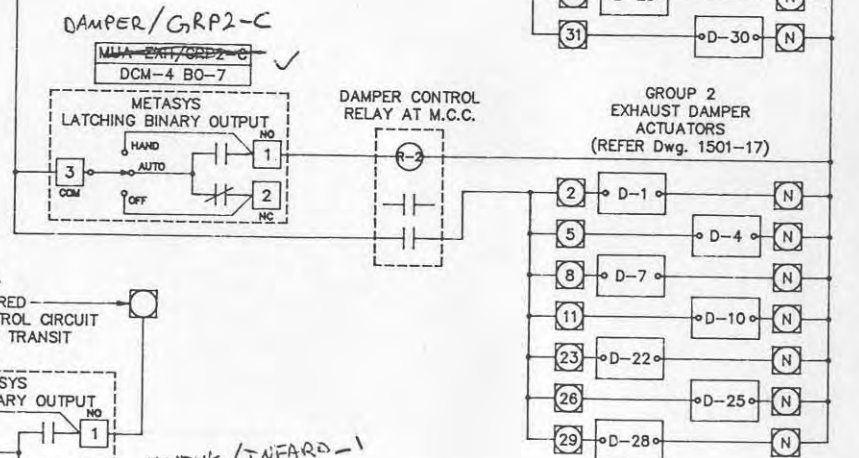 DAMPER/GRP2-C
MUA-EXH/GRP2-C
DCM-4 BO-7
METASYS
LATCHING BINARY OUTPUT
HAND
AUTO
OFF
3
COM
NO
1
2
NC
DAMPER CONTROL
RELAY AT M.C.C.
R-2
31
D-30
N
GROUP 2
EXHAUST DAMPER
ACTUATORS
(REFER Dwg. 1501-17)
2 D-1 N
5 D-4 N
8 D-7 N
11 D-10 N
23 D-22 N
26 D-25 N
29 D-28 N
RED
TROL CIRCUIT
TRANSIT
SYS
ARY OUTPUT
NO
1
/INFARD-1